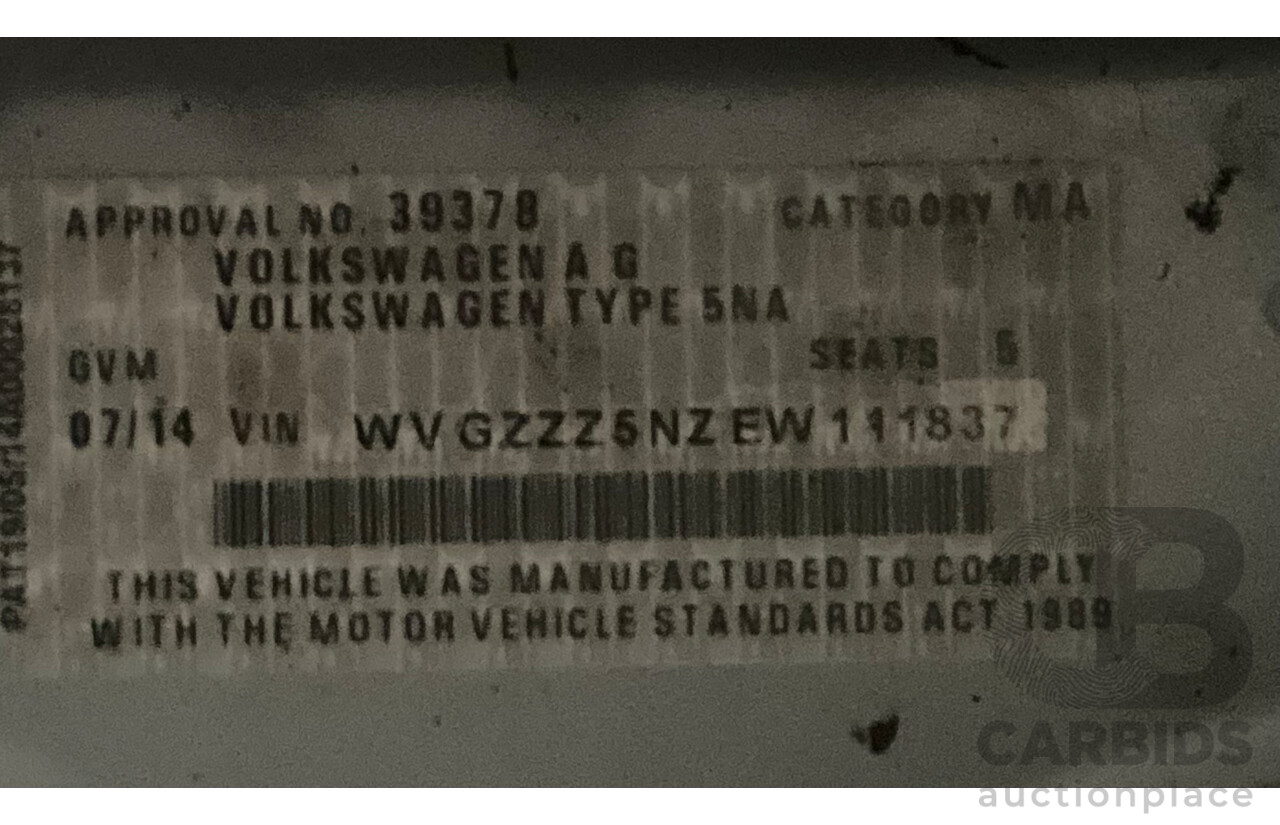 APPROVAL NO. 39378 CATEGORY MA
VOLKSWAGEN A G
VOLKSWAGEN TYPE 5NA
GVM SEATS 5
07/14 VIN WVGZZZ5NZEW111837
THIS VEHICLE WAS MANUFACTURED TO COMPLY
WITH THE MOTOR VEHICLE STANDARDS ACT 1989
CARBIDS
auctionplace